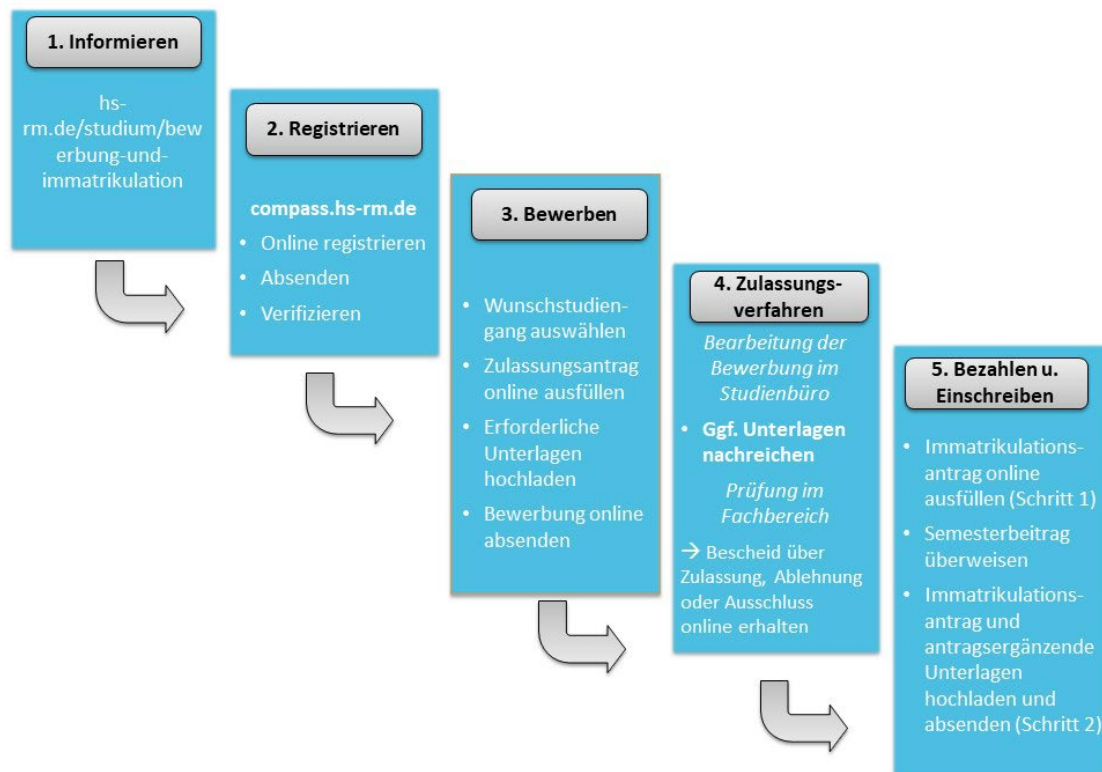 1. Informieren
hs-
rm.de/studium/bew
erbung-und-
immatrikulation
2. Registrieren
compass.hs-rm.de
• Online registrieren
• Absenden
• Verifizieren
3. Bewerben
• Wunschstudien-
gang auswählen
• Zulassungsantrag
online ausfüllen
• Erforderliche
Unterlagen
hochladen
• Bewerbung online
absenden
4. Zulassungs-
verfahren
Bearbeitung der
Bewerbung im
Studienbüro
• Ggf. Unterlagen
nachreichen
Prüfung im
Fachbereich
→ Bescheid über
Zulassung, Ablehnung
oder Ausschluss
online erhalten
5. Bezahlen u.
Einschreiben
• Immatrikulations-
antrag online
ausfüllen (Schritt 1)
• Semesterbeitrag
überweisen
• Immatrikulations-
antrag und
antragsergänzende
Unterlagen
hochladen und
absenden (Schritt 2)